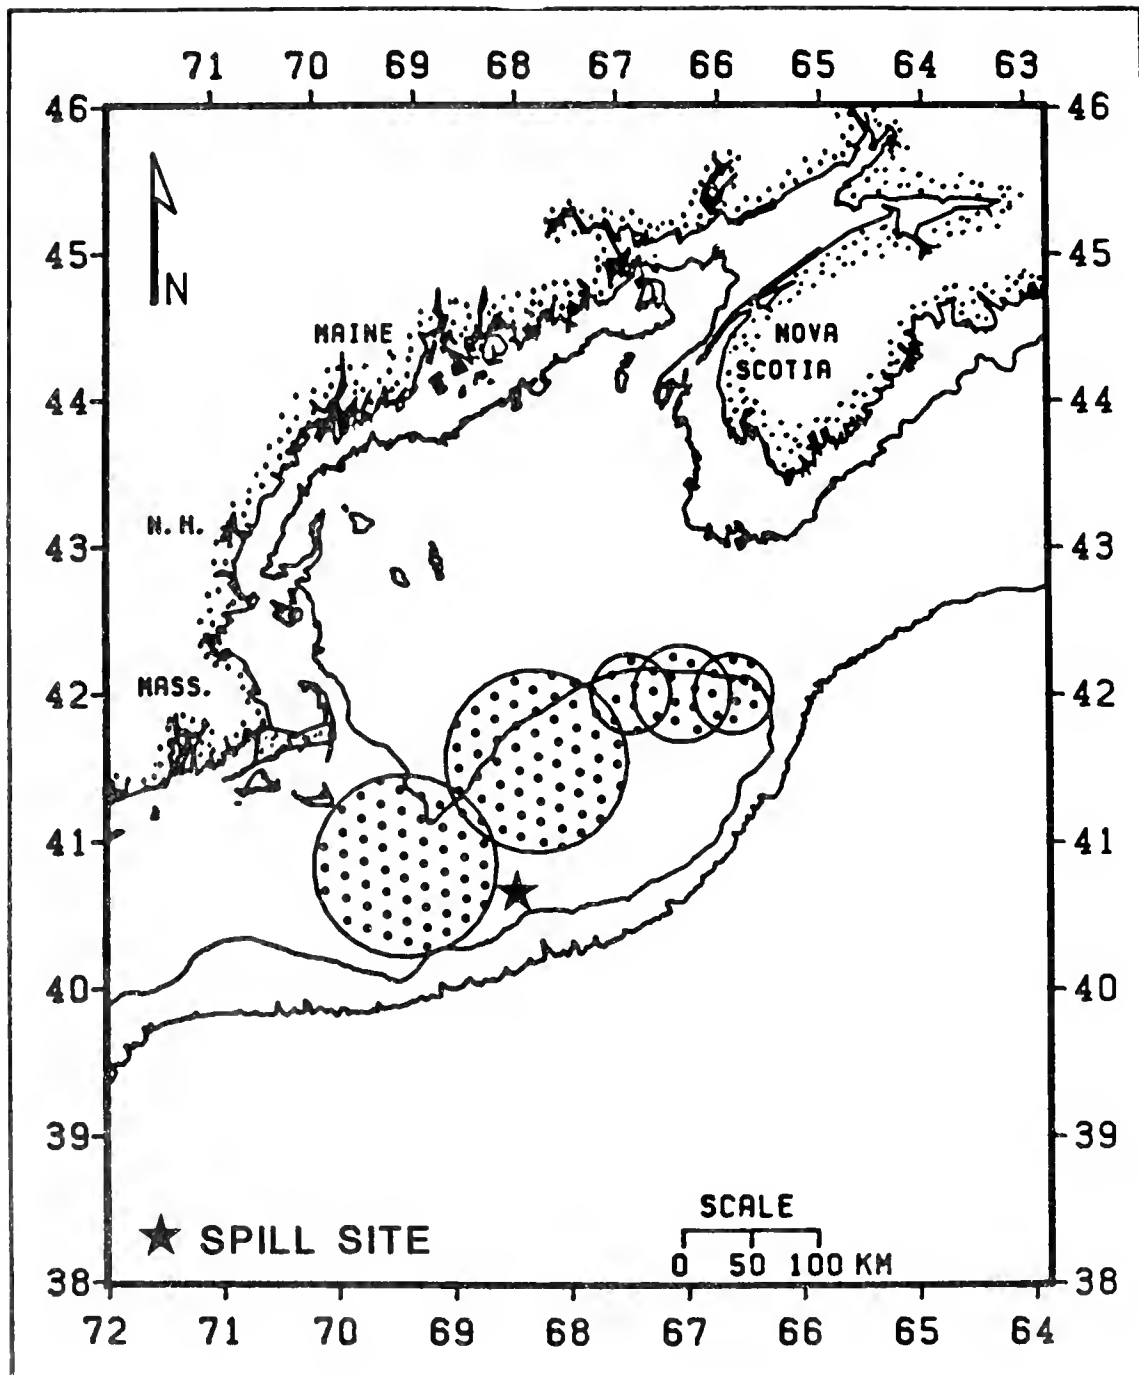 71 70 69 68 67 66 65 64 63
46 46
45 45
N
MAINE
NOVA
SCOTIA
44 44
N.H.
43 43
MASS.
42 42
41 41
40 40
39 39
SCALE
★ SPILL SITE
0 50 100 KM
38 38
72 71 70 69 68 67 66 65 64